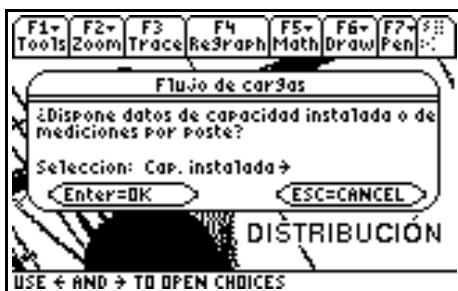 F1▾ F2▾ F3 F4 F5▾ F6▾ F7▾
Tools Zoom Trace ReGraph Math Draw Pen
Flujo de cargas
¿Dispone datos de capacidad instalada o de
mediciones por poste?
Seleccion: Cap. instalada→
Enter=OK ESC=CANCEL
DISTRIBUCIÓN
USE ← AND → TO OPEN CHOICES